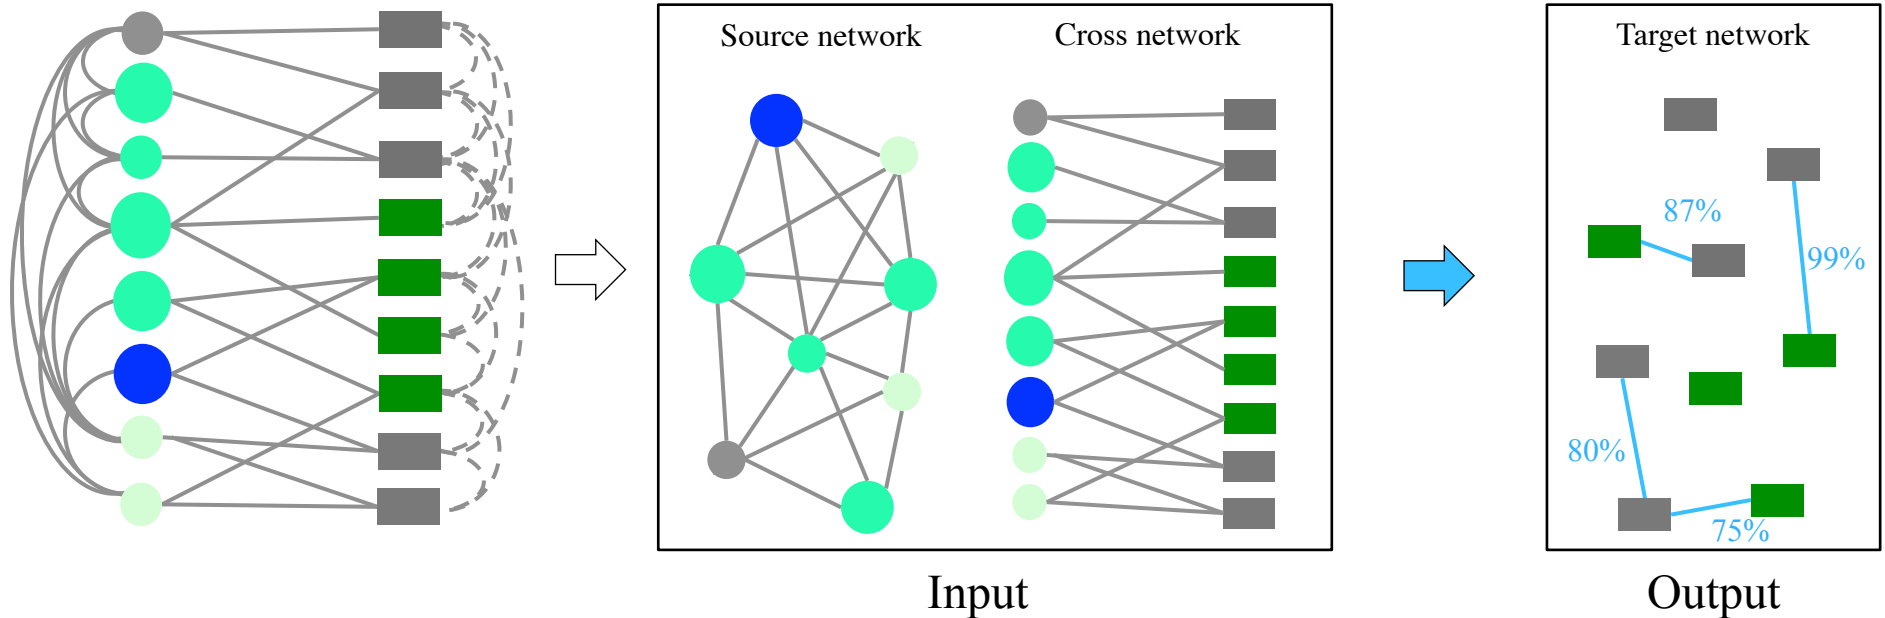 Source network
Cross network
Target network
87%
99%
80%
75%
Input
Output